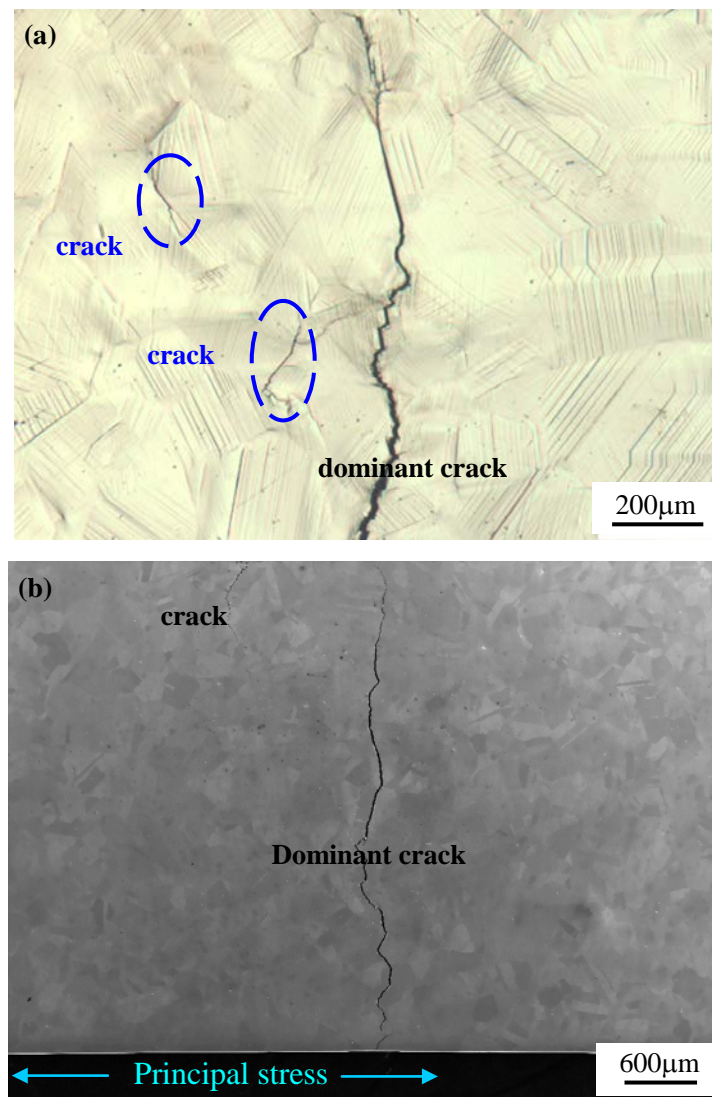 (a)
crack
crack
dominant crack
200μm
(b)
crack
Dominant crack
600μm
Principal stress